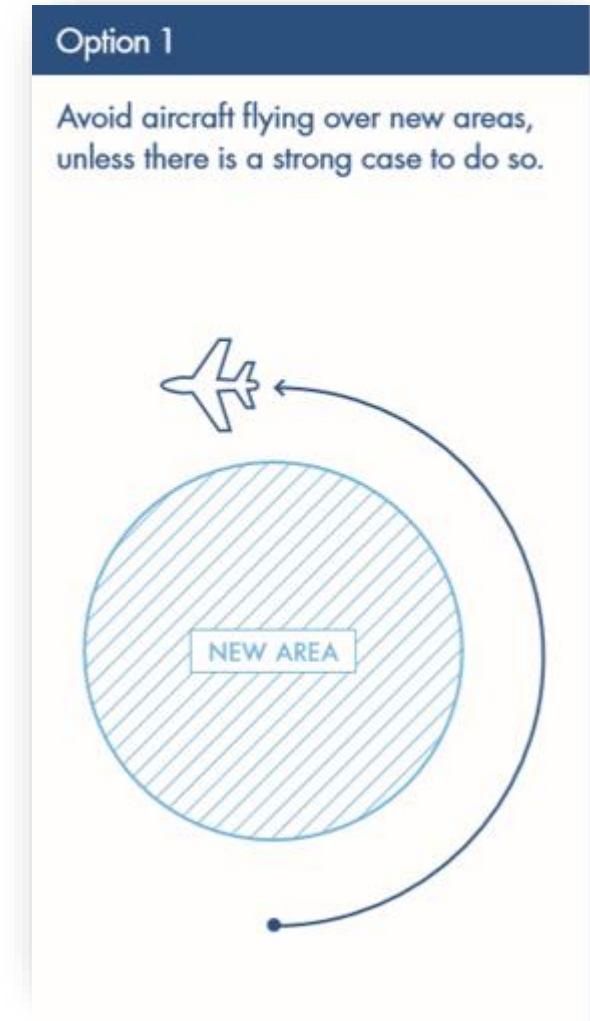 Option 1
Avoid aircraft flying over new areas,
unless there is a strong case to do so.
NEW AREA